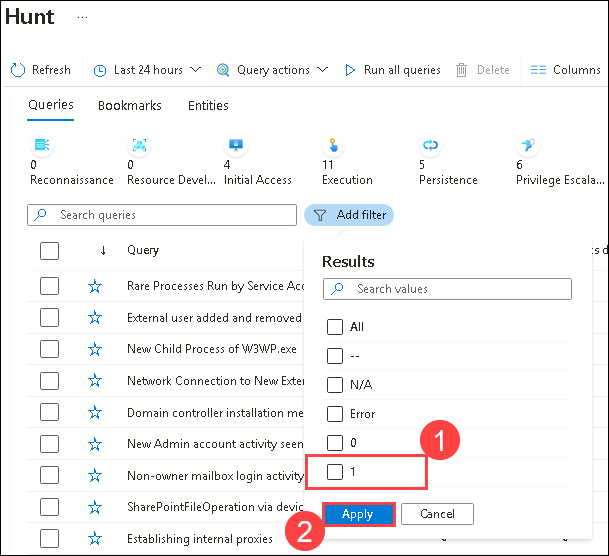 Hunt ...
Refresh Last 24 hours Query actions Run all queries Delete Columns
Queries Bookmarks Entities
0 0 4 11 5 6
Reconnaissance Resource Devel... Initial Access Execution Persistence Privilege Escala...
Search queries Add filter
↓ Query
Results
Search values
Rare Processes Run by Service Acc
External user added and removed
New Child Process of W3WP.exe
Network Connection to New Exter
Domain controller installation me
New Admin account activity seen
Non-owner mailbox login activity
SharePointFileOperation via devic
Establishing internal proxies
All
--
N/A
Error
0
1
1
2
Apply Cancel